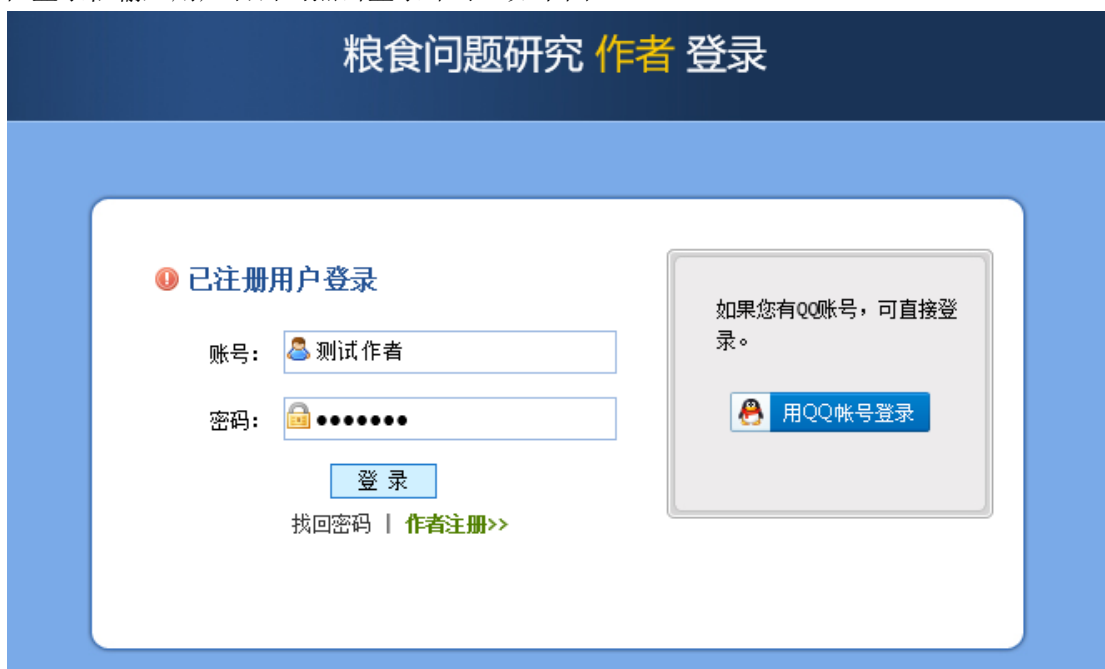 粮食问题研究 作者 登录
已注册用户登录
账号：
测试作者
密码：
●●●●●●●
登 录
找回密码 | 作者注册>>
如果您有QQ账号，可直接登
录。
用QQ帐号登录